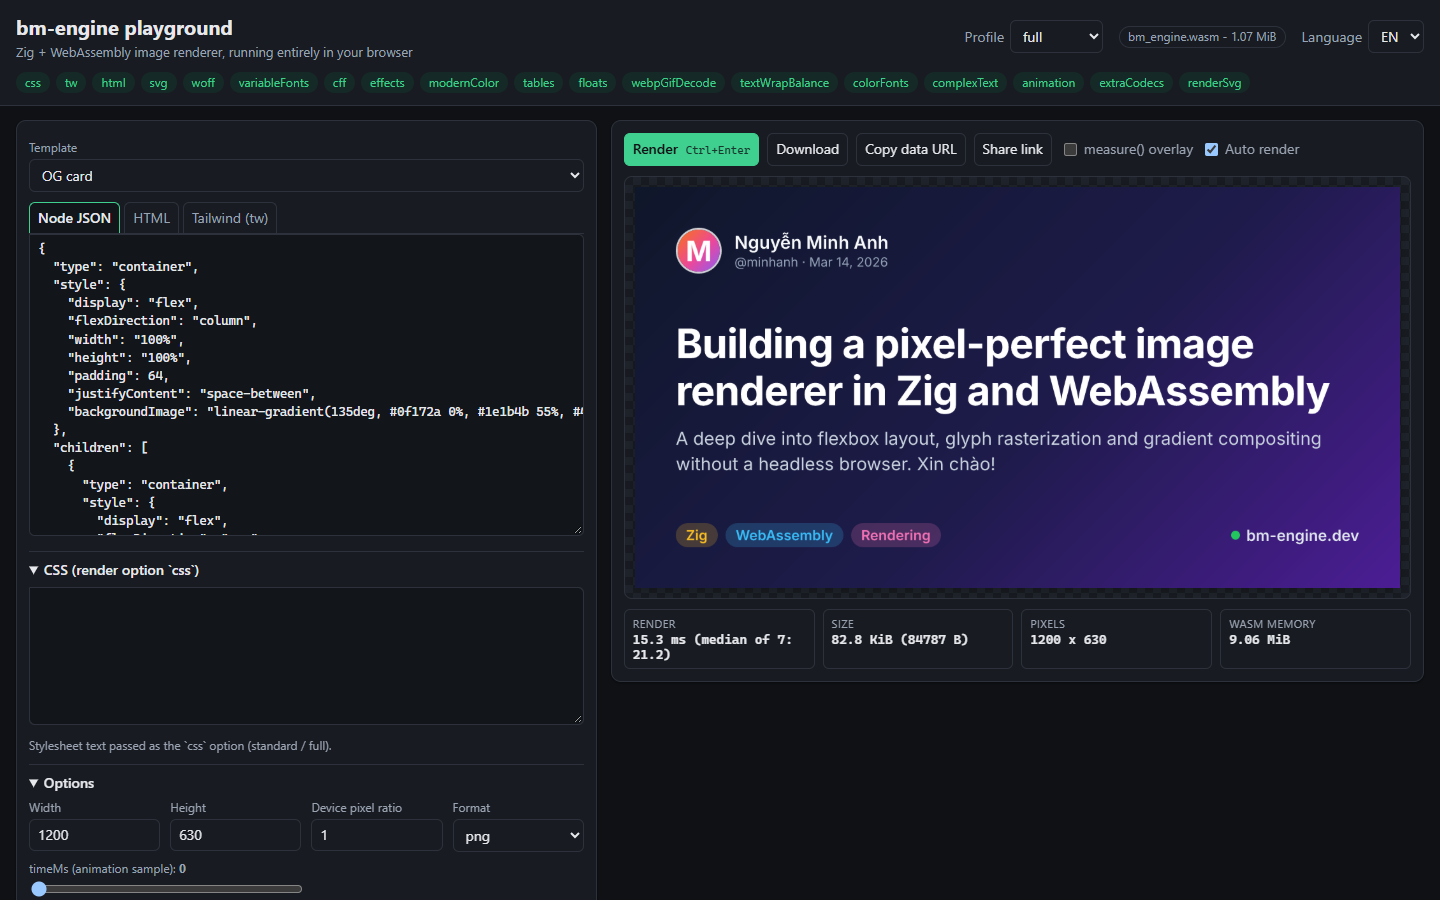 bm-engine playground
Zig + WebAssembly image renderer, running entirely in your browser
Profile full bm_engine.wasm - 1.07 MiB Language EN
css tw html svg woff variableFonts cff effects modernColor tables floats webpGifDecode textWrapBalance colorFonts complexText animation extraCodecs renderSvg
Template
OG card
Node JSON HTML Tailwind (tw)
{
"type": "container",
"style": {
"display": "flex",
"flexDirection": "column",
"width": "100%",
"height": "100%",
"padding": 64,
"justifyContent": "space-between",
"backgroundImage": "linear-gradient(135deg, #0f172a 0%, #1e1b4b 55%,
},
"children": [
{
"type": "container",
"style": {
"display": "flex",
CSS (render option `css`)
Stylesheet text passed as the `css` option (standard / full).
Options
Width Height Device pixel ratio Format
1200 630 1 png
timeMs (animation sample): 0
Render Ctrl+Enter Download Copy data URL Share link measure() overlay Auto render
M
Nguyễn Minh Anh
@minhanh · Mar 14, 2026
Building a pixel-perfect image
renderer in Zig and WebAssembly
A deep dive into flexbox layout, glyph rasterization and gradient compositing
without a headless browser. Xin chào!
Zig WebAssembly Rendering bm-engine.dev
RENDER
15.3 ms (median of 7:
21.2)
SIZE
82.8 KiB (84787 B)
PIXELS
1200 x 630
WASM MEMORY
9.06 MiB